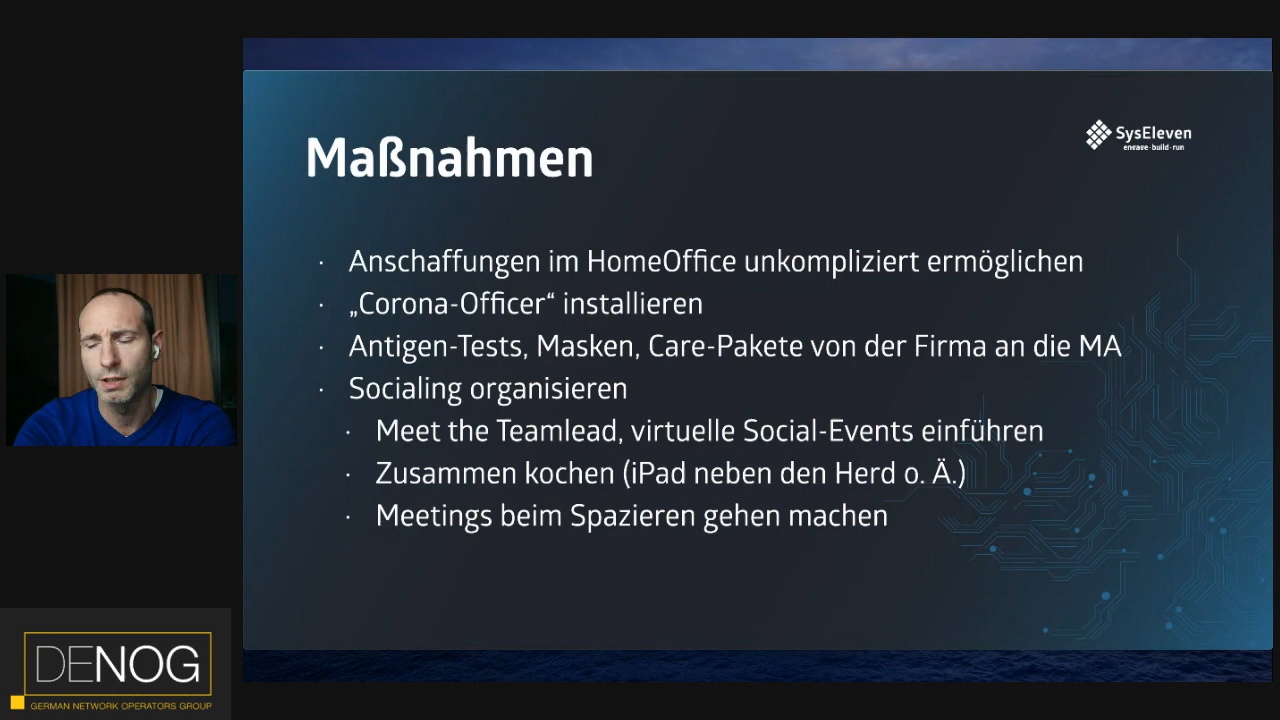 Maßnahmen
SysEleven
engage·build·run
· Anschaffungen im HomeOffice unkompliziert ermöglichen
· „Corona-Officer“ installieren
· Antigen-Tests, Masken, Care-Pakete von der Firma an die MA
· Socialing organisieren
· Meet the Teamlead, virtuelle Social-Events einführen
· Zusammen kochen (iPad neben den Herd o. Ä.)
· Meetings beim Spazieren gehen machen
DENOG
GERMAN NETWORK OPERATORS GROUP